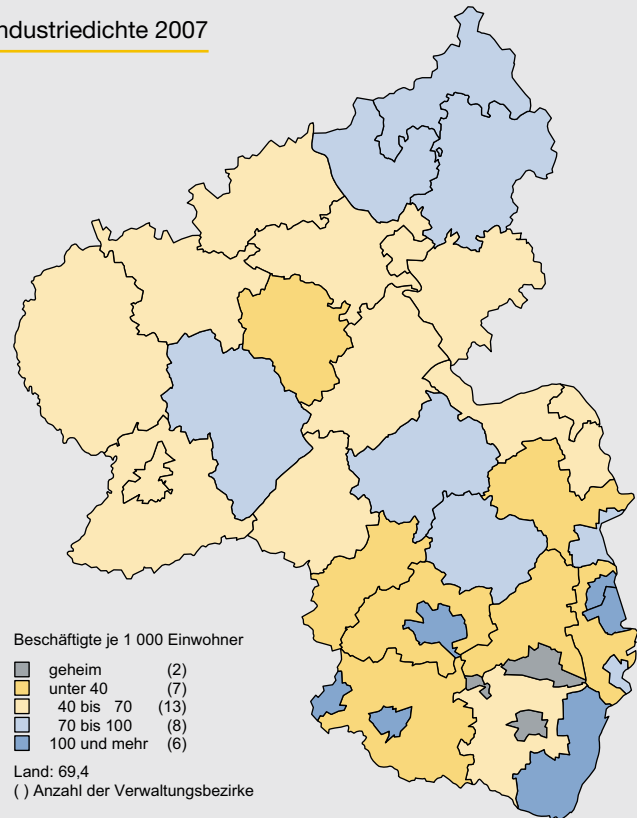 ndustriedichte 2007
Beschäftigte je 1 000 Einwohner
geheim (2)
unter 40 (7)
40 bis 70 (13)
70 bis 100 (8)
100 und mehr (6)
Land: 69,4
( ) Anzahl der Verwaltungsbezirke